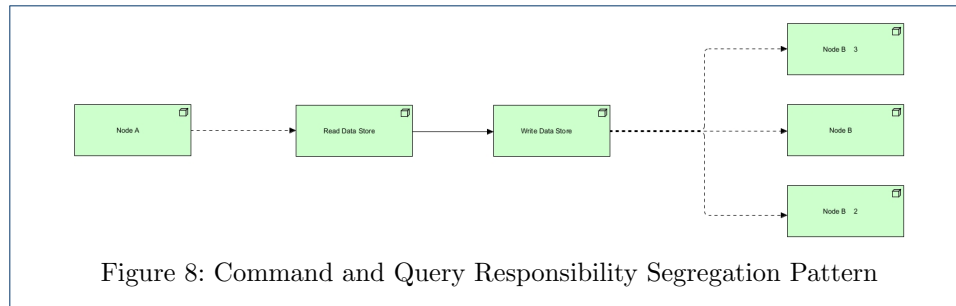 Node B 3
Node A
Read Data Store
Write Data Store
Node B
Node B 2
Figure 8: Command and Query Responsibility Segregation Pattern